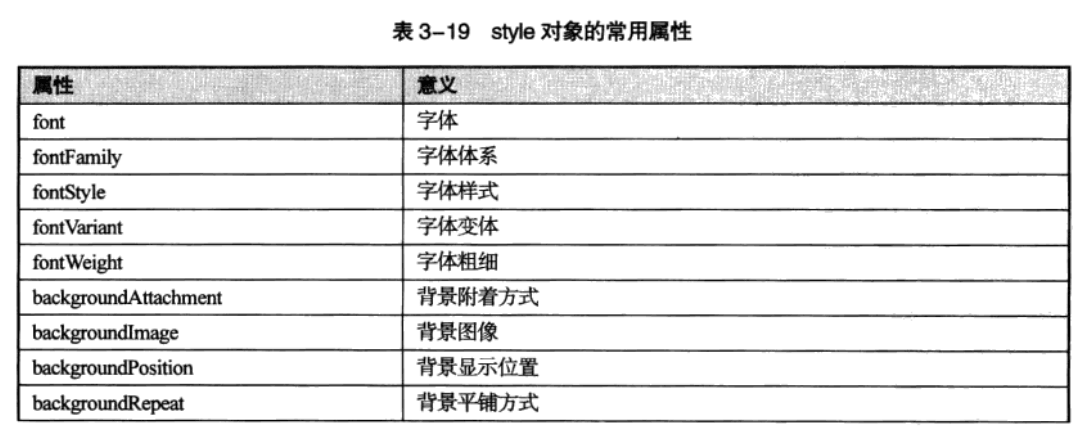 表 3-19 style 对象的常用属性
属性 意义
font 字体
fontFamily 字体体系
fontStyle 字体样式
fontVariant 字体变体
fontWeight 字体粗细
backgroundAttachment 背景附着方式
backgroundImage 背景图像
backgroundPosition 背景显示位置
backgroundRepeat 背景平铺方式